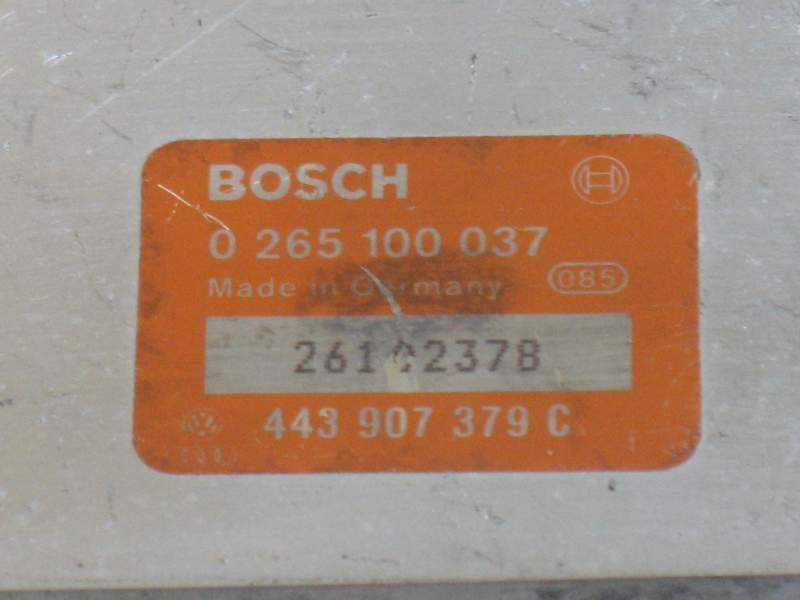 BOSCH
0 265 100 037
Made in Germany 085
443 907 379 C